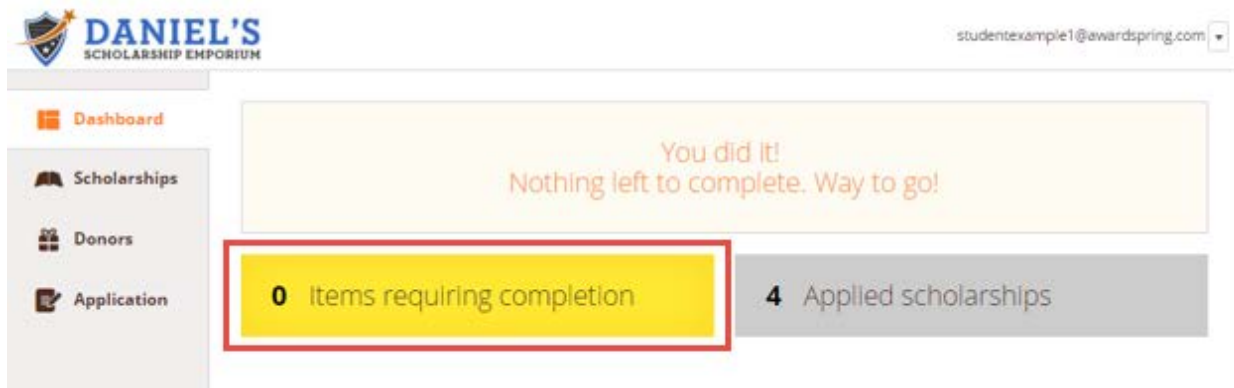 DANIEL'S
SCHOLARSHIP EMPORIUM
studentexample1@awardspring.com
Dashboard
Scholarships
Donors
Application
You did it!
Nothing left to complete. Way to go!
0 Items requiring completion
4 Applied scholarships